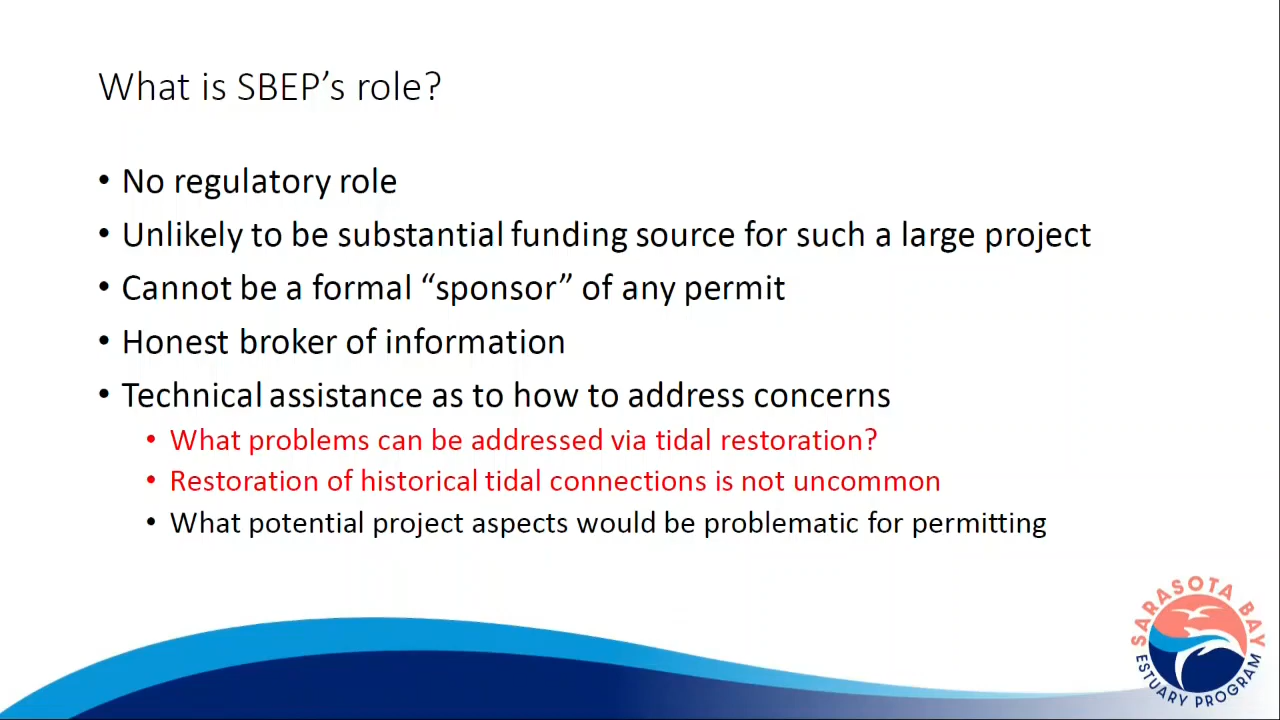 What is SBEP’s role?
• No regulatory role
• Unlikely to be substantial funding source for such a large project
• Cannot be a formal “sponsor” of any permit
• Honest broker of information
• Technical assistance as to how to address concerns
• What problems can be addressed via tidal restoration?
• Restoration of historical tidal connections is not uncommon
• What potential project aspects would be problematic for permitting
SARASOTA BAY
ESTUARY PROGRAM